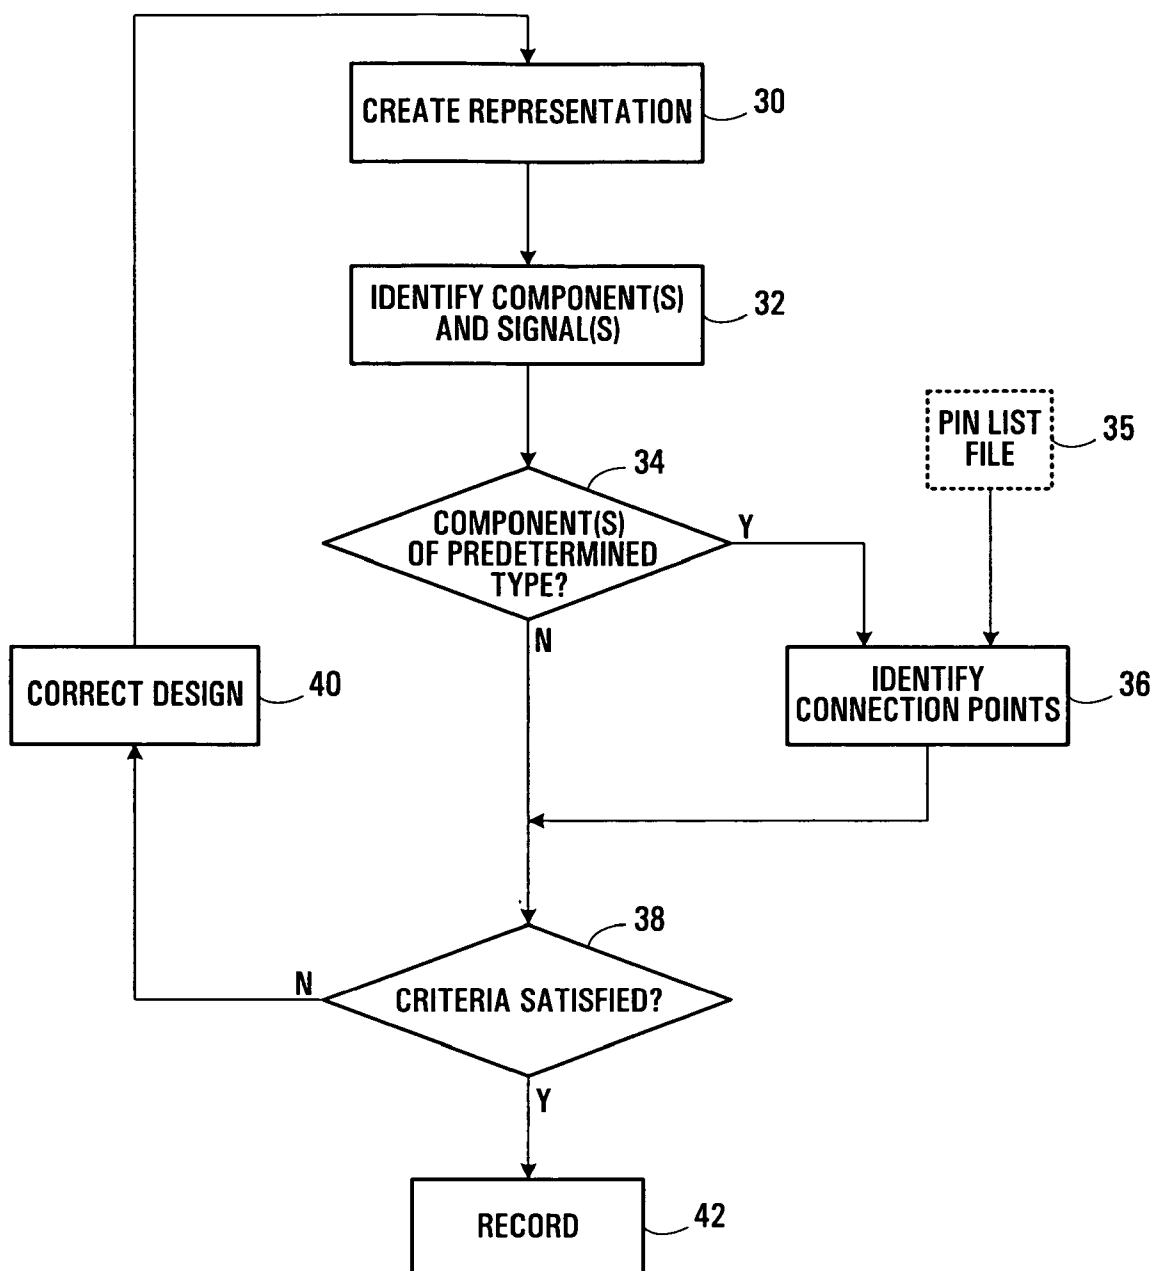 CREATE REPRESENTATION
30
IDENTIFY COMPONENT(S)
AND SIGNAL(S)
32
PIN LIST
FILE
35
34
COMPONENT(S)
OF PREDETERMINED
TYPE?
Y
N
IDENTIFY
CONNECTION POINTS
36
CORRECT DESIGN
40
38
CRITERIA SATISFIED?
N
Y
RECORD
42